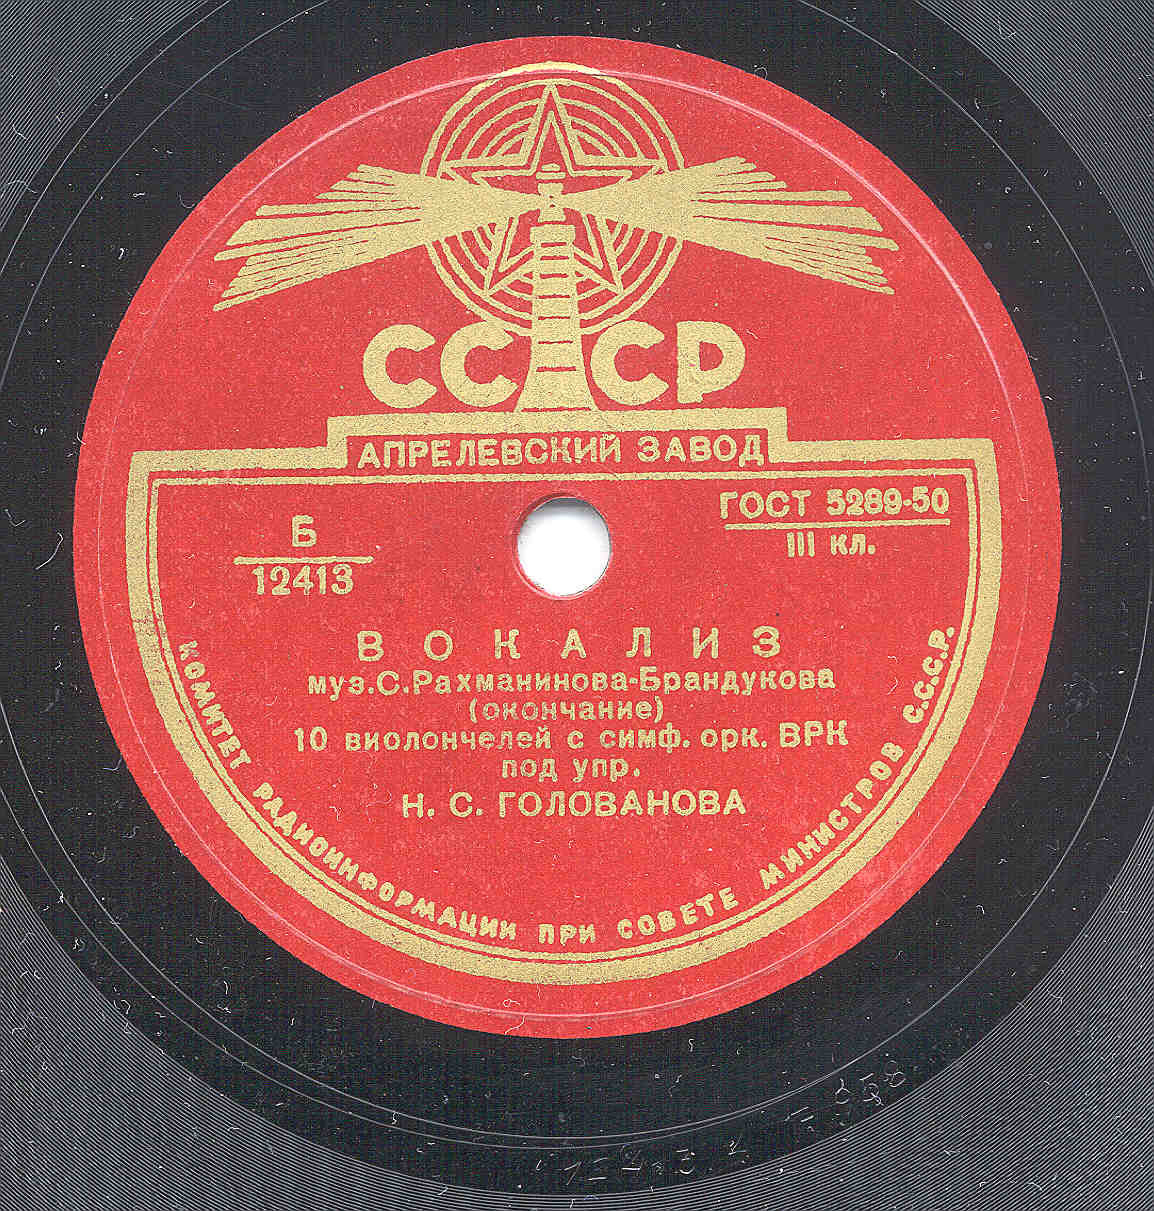 СССР
АПРЕЛЕВСКИЙ ЗАВОД
Б
12413
ГОСТ 5289-50
III кл.
ВОКАЛИЗ
муз.С.Рахманинова-Брандукова
(окончание)
10 виолончелей с симф. орк. ВРК
под упр.
Н. С. ГОЛОВАНОВА
КОМИТЕТ РАДИОИНФОРМАЦИИ ПРИ СОВЕТЕ МИНИСТРОВ С.С.С.Р.